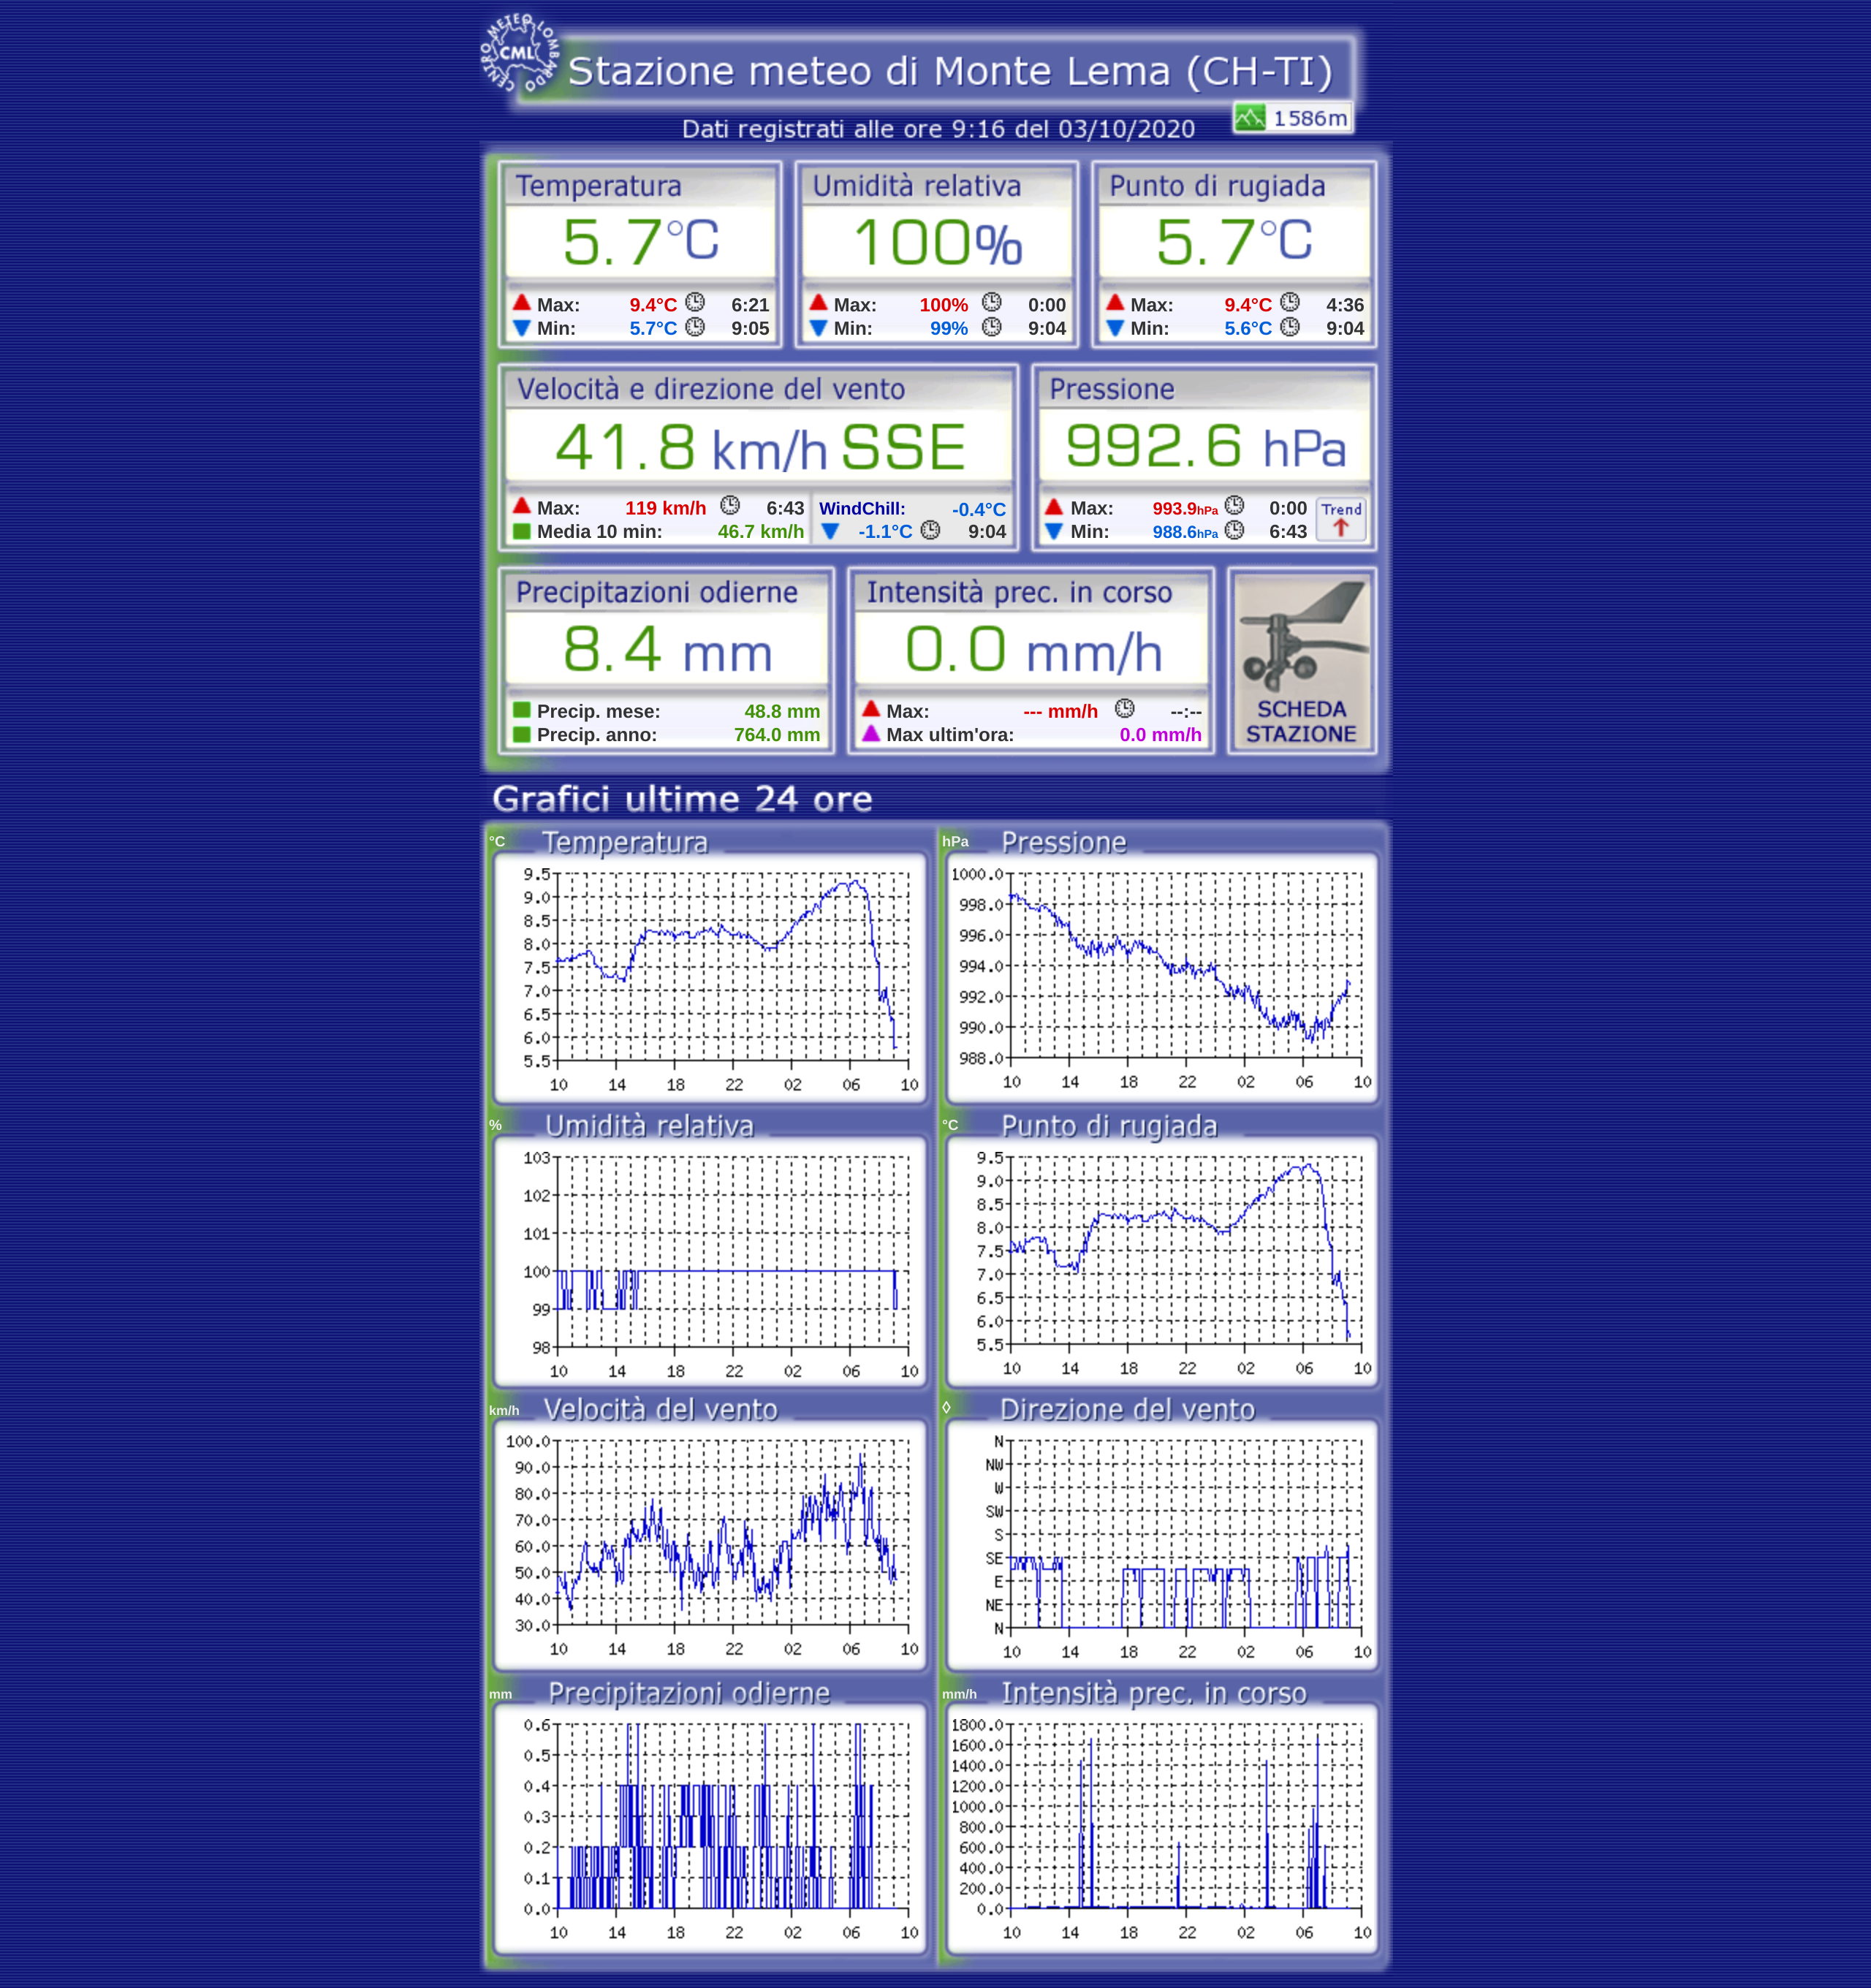 CENTRO METEO LOMBARDO
CML
Stazione meteo di Monte Lema (CH-TI)
1586m
Dati registrati alle ore 9:16 del 03/10/2020
Temperatura
5.7°C
Max: 9.4°C 6:21
Min: 5.7°C 9:05
Umidità relativa
100%
Max: 100% 0:00
Min: 99% 9:04
Punto di rugiada
5.7°C
Max: 9.4°C 4:36
Min: 5.6°C 9:04
Velocità e direzione del vento
41.8 km/h SSE
Max: 119 km/h 6:43
Media 10 min: 46.7 km/h
WindChill: -0.4°C
-1.1°C 9:04
Pressione
992.6 hPa
Max: 993.9hPa 0:00
Min: 988.6hPa 6:43
Trend
Precipitazioni odierne
8.4 mm
Precip. mese: 48.8 mm
Precip. anno: 764.0 mm
Intensità prec. in corso
0.0 mm/h
Max: --- mm/h --:--
Max ultim'ora: 0.0 mm/h
SCHEDA
STAZIONE
Grafici ultime 24 ore
°C Temperatura
9.5
9.0
8.5
8.0
7.5
7.0
6.5
6.0
5.5
10 14 18 22 02 06 10
hPa Pressione
1000.0
998.0
996.0
994.0
992.0
990.0
988.0
10 14 18 22 02 06 10
% Umidità relativa
103
102
101
100
99
98
10 14 18 22 02 06 10
°C Punto di rugiada
9.5
9.0
8.5
8.0
7.5
7.0
6.5
6.0
5.5
10 14 18 22 02 06 10
km/h Velocità del vento
100.0
90.0
80.0
70.0
60.0
50.0
40.0
30.0
10 14 18 22 02 06 10
◊ Direzione del vento
N
NW
W
SW
S
SE
E
NE
N
10 14 18 22 02 06 10
mm Precipitazioni odierne
0.6
0.5
0.4
0.3
0.2
0.1
0.0
10 14 18 22 02 06 10
mm/h Intensità prec. in corso
1800.0
1600.0
1400.0
1200.0
1000.0
800.0
600.0
400.0
200.0
0.0
10 14 18 22 02 06 10